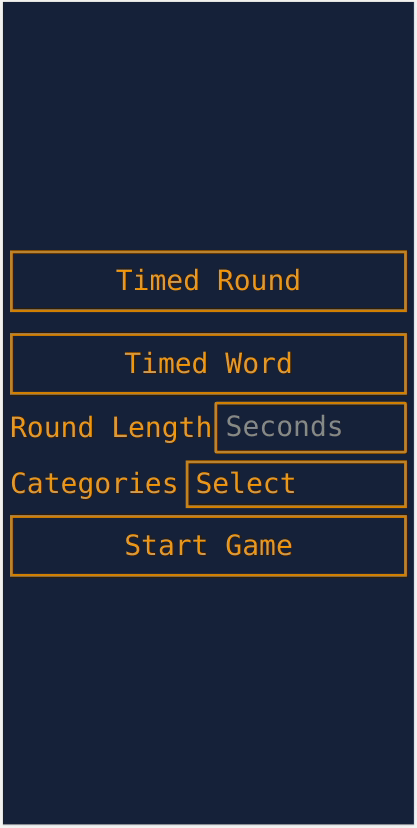 Timed Round
Timed Word
Round Length Seconds
Categories Select
Start Game